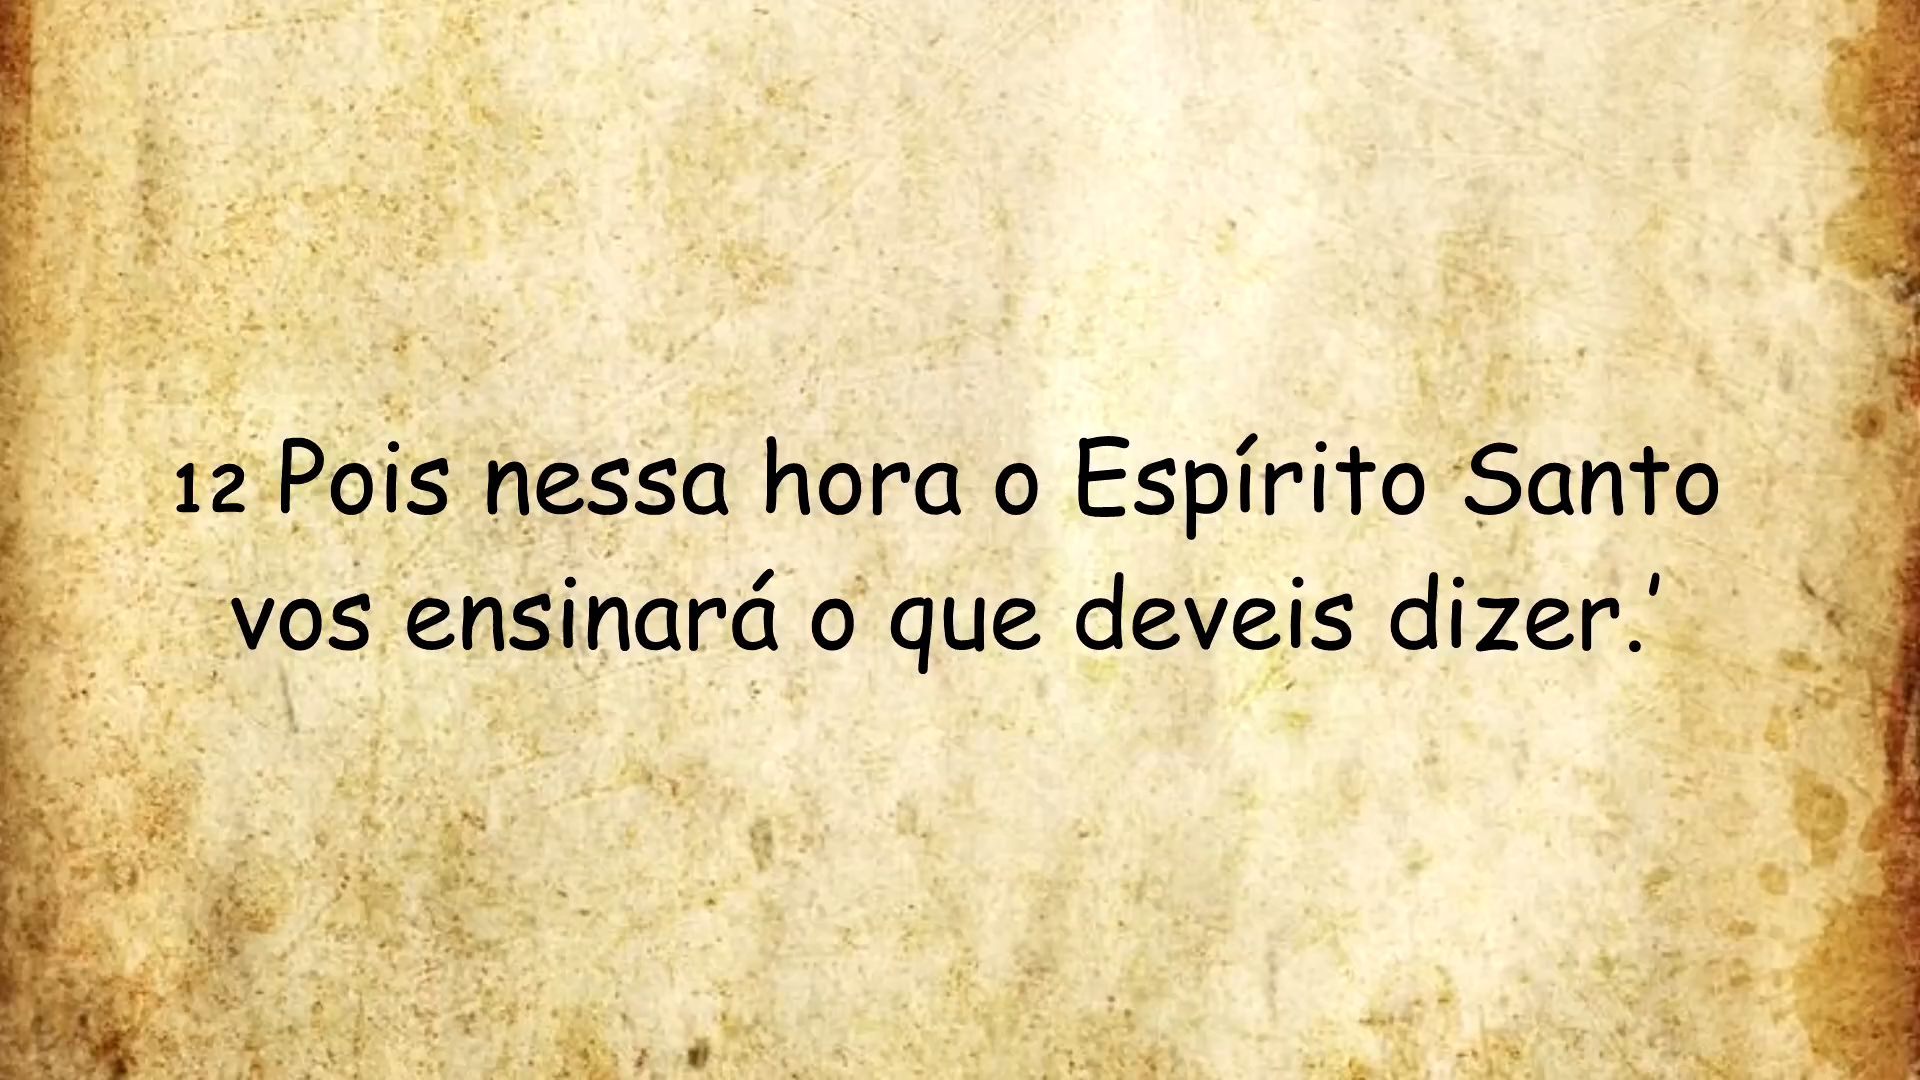 12 Pois nessa hora o Espírito Santo
vos ensinará o que deveis dizer.’